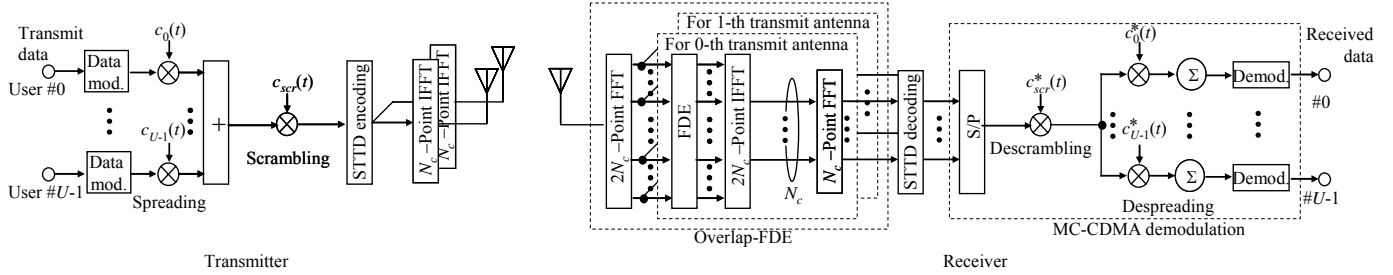 Transmit
data
User #0
Data
mod.
c0(t)
User #U-1
Data
mod.
cU-1(t)
Spreading
+
cscr(t)
Scrambling
STTD encoding
Nc–Point IFFT
Nc–Point IFFT
Transmitter
For 1-th transmit antenna
For 0-th transmit antenna
2Nc–Point FFT
FDE
2Nc–Point IFFT
Nc
Nc–Point FFT
Overlap-FDE
STTD decoding
S/P
c*scr(t)
Descrambling
c*0(t)
Σ
Demod.
Received
data
#0
c*U-1(t)
Σ
Demod.
#U-1
Despreading
MC-CDMA demodulation
Receiver